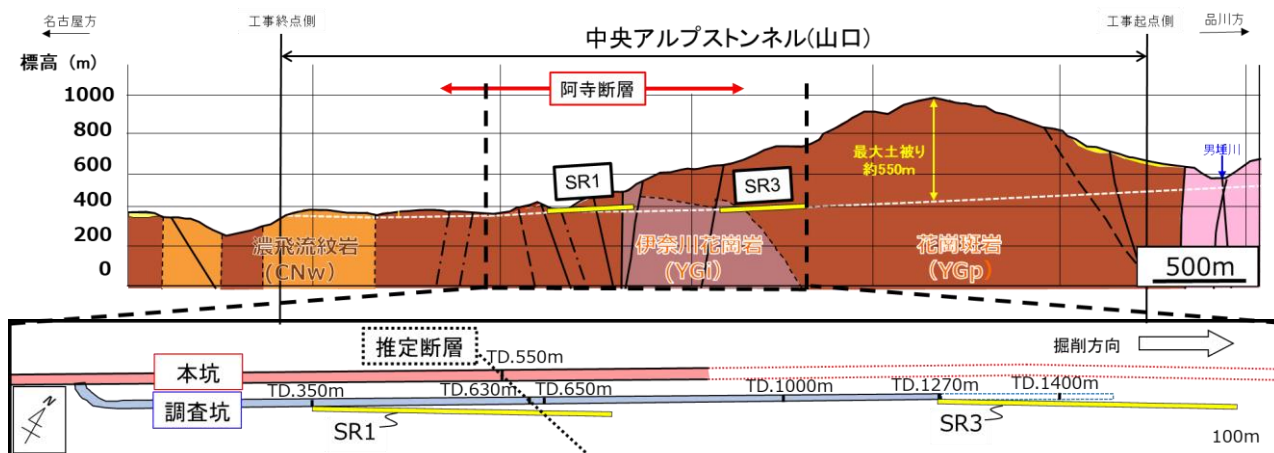 名古屋方
工事終点側
工事起点側
品川方
中央アルプストンネル(山口)
標高（m）
阿寺断層
1000
800
600
400
200
0
最大土被り
約550m
男埵川
SR1
SR3
濃飛流紋岩
(CNw)
伊奈川花崗岩
(YGi)
花崗斑岩
(YGp)
500m
推定断層
掘削方向
TD.550m
本坑
TD.350m
TD.630m
TD.650m
TD.1000m
TD.1270m
TD.1400m
調査坑
N
SR1
SR3
100m